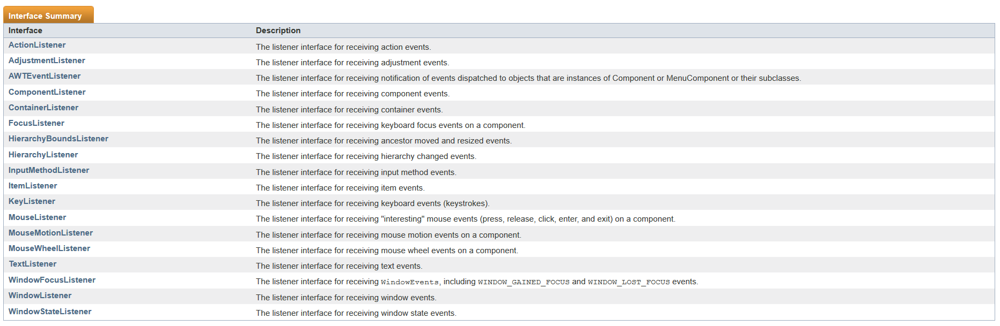 Interface Summary
Interface Description
ActionListener The listener interface for receiving action events.
AdjustmentListener The listener interface for receiving adjustment events.
AWTEventListener The listener interface for receiving notification of events dispatched to objects that are instances of Component or MenuComponent or their subclasses.
ComponentListener The listener interface for receiving component events.
ContainerListener The listener interface for receiving container events.
FocusListener The listener interface for receiving keyboard focus events on a component.
HierarchyBoundsListener The listener interface for receiving ancestor moved and resized events.
HierarchyListener The listener interface for receiving hierarchy changed events.
InputMethodListener The listener interface for receiving input method events.
ItemListener The listener interface for receiving item events.
KeyListener The listener interface for receiving keyboard events (keystrokes).
MouseListener The listener interface for receiving "interesting" mouse events (press, release, click, enter, and exit) on a component.
MouseMotionListener The listener interface for receiving mouse motion events on a component.
MouseWheelListener The listener interface for receiving mouse wheel events on a component.
TextListener The listener interface for receiving text events.
WindowFocusListener The listener interface for receiving WindowEvents, including WINDOW_GAINED_FOCUS and WINDOW_LOST_FOCUS events.
WindowListener The listener interface for receiving window events.
WindowStateListener The listener interface for receiving window state events.